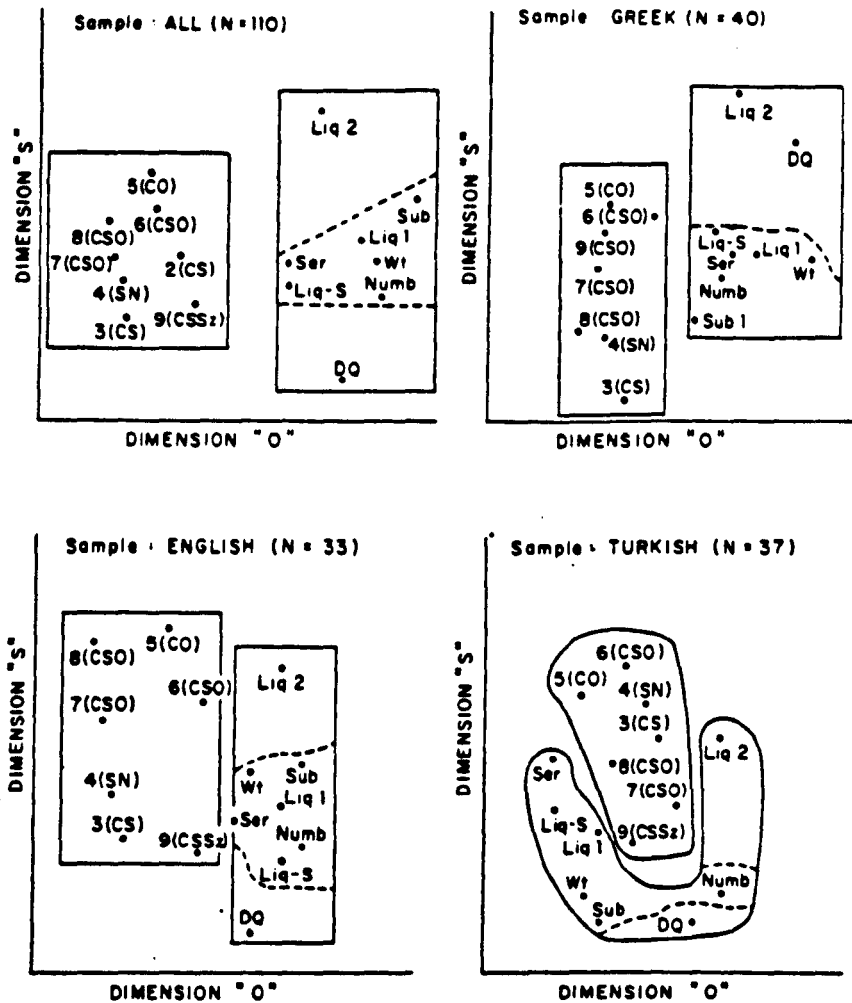 Sample : ALL (N=110)
DIMENSION "S"
Liq 2
5(CO)
6(CSO)
8(CSO)
7(CSO)
2(CS)
4(SN)
3(CS)
9(CSSz)
Sub
Liq 1
Ser
Wt
Liq-S
Numb
DQ
DIMENSION "O"
Sample GREEK (N = 40)
DIMENSION "S"
Liq 2
DQ
5(CO)
6(CSO)
9(CSO)
7(CSO)
8(CSO)
4(SN)
3(CS)
Liq-S
Ser
Liq 1
Wt
Numb
Sub 1
DIMENSION "O"
Sample : ENGLISH (N = 33)
DIMENSION "S"
5(CO)
8(CSO)
6(CSO)
7(CSO)
4(SN)
3(CS)
9(CSSz)
Liq 2
Wt
Sub
Liq 1
Ser
Numb
Liq-S
DQ
DIMENSION "O"
Sample : TURKISH (N = 37)
DIMENSION "S"
6(CSO)
5(CO)
4(SN)
3(CS)
8(CSO)
7(CSO)
9(CSSz)
Liq 2
Ser
Liq-S
Liq 1
Wt
Sub
Numb
DQ
DIMENSION "O"